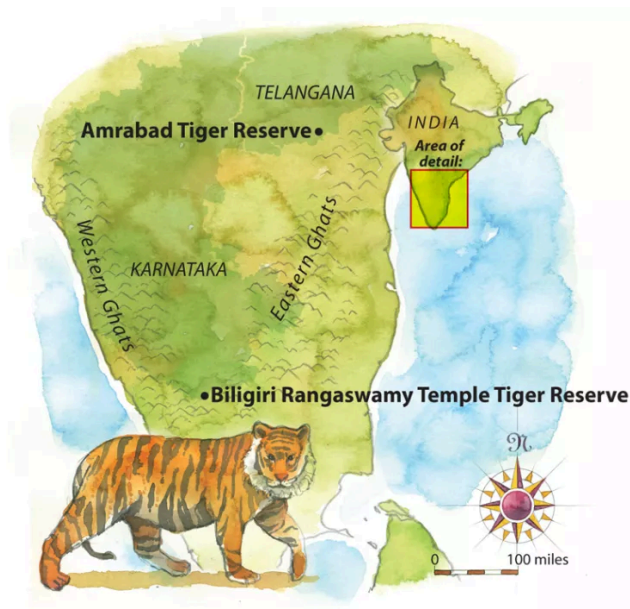 TELANGANA
Amrabad Tiger Reserve
INDIA
Area of
detail:
Western Ghats
Eastern Ghats
KARNATAKA
Biligiri Rangaswamy Temple Tiger Reserve
N
0 100 miles